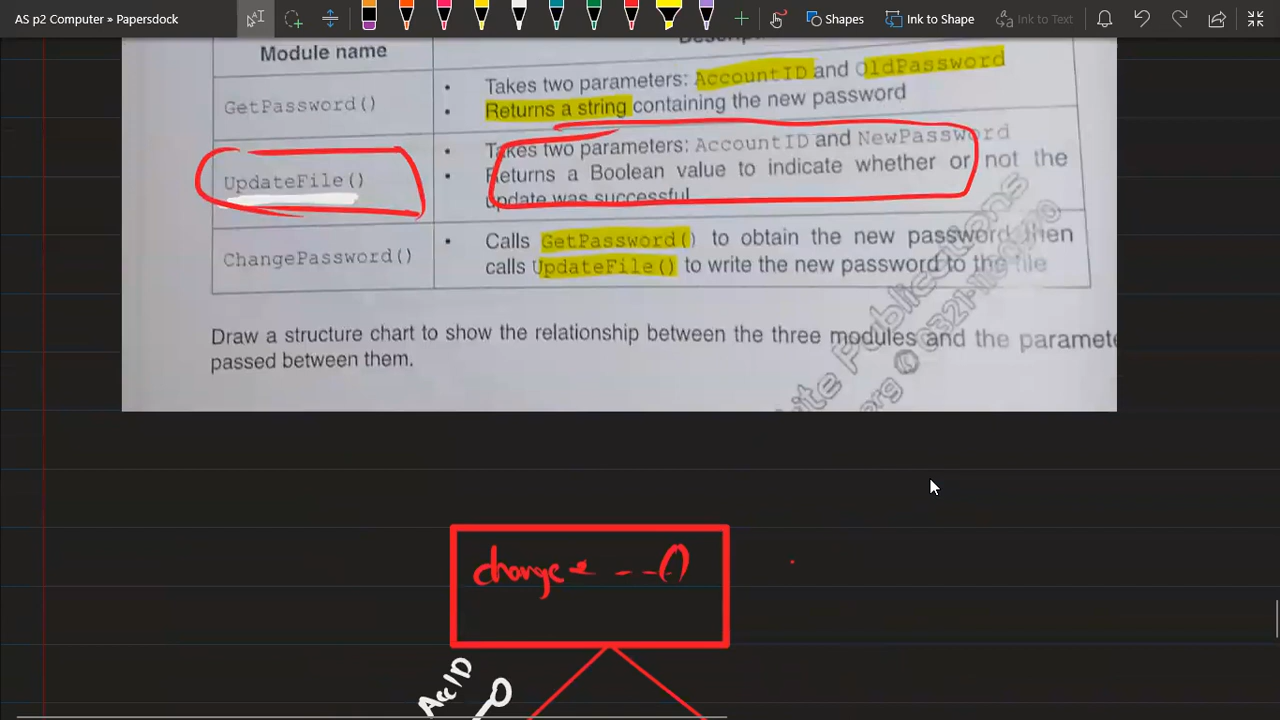 AS p2 Computer » Papersdock
Shapes
Ink to Shape
Ink to Text
Module name
GetPassword()
• Takes two parameters: AccountID and OldPassword
• Returns a string containing the new password
UpdateFile()
• Takes two parameters: AccountID and NewPassword
• Returns a Boolean value to indicate whether or not the
update was successful
ChangePassword()
• Calls GetPassword() to obtain the new password then
calls UpdateFile() to write the new password to the file
Draw a structure chart to show the relationship between the three modules and the paramete
passed between them.
change --- ()
AccID